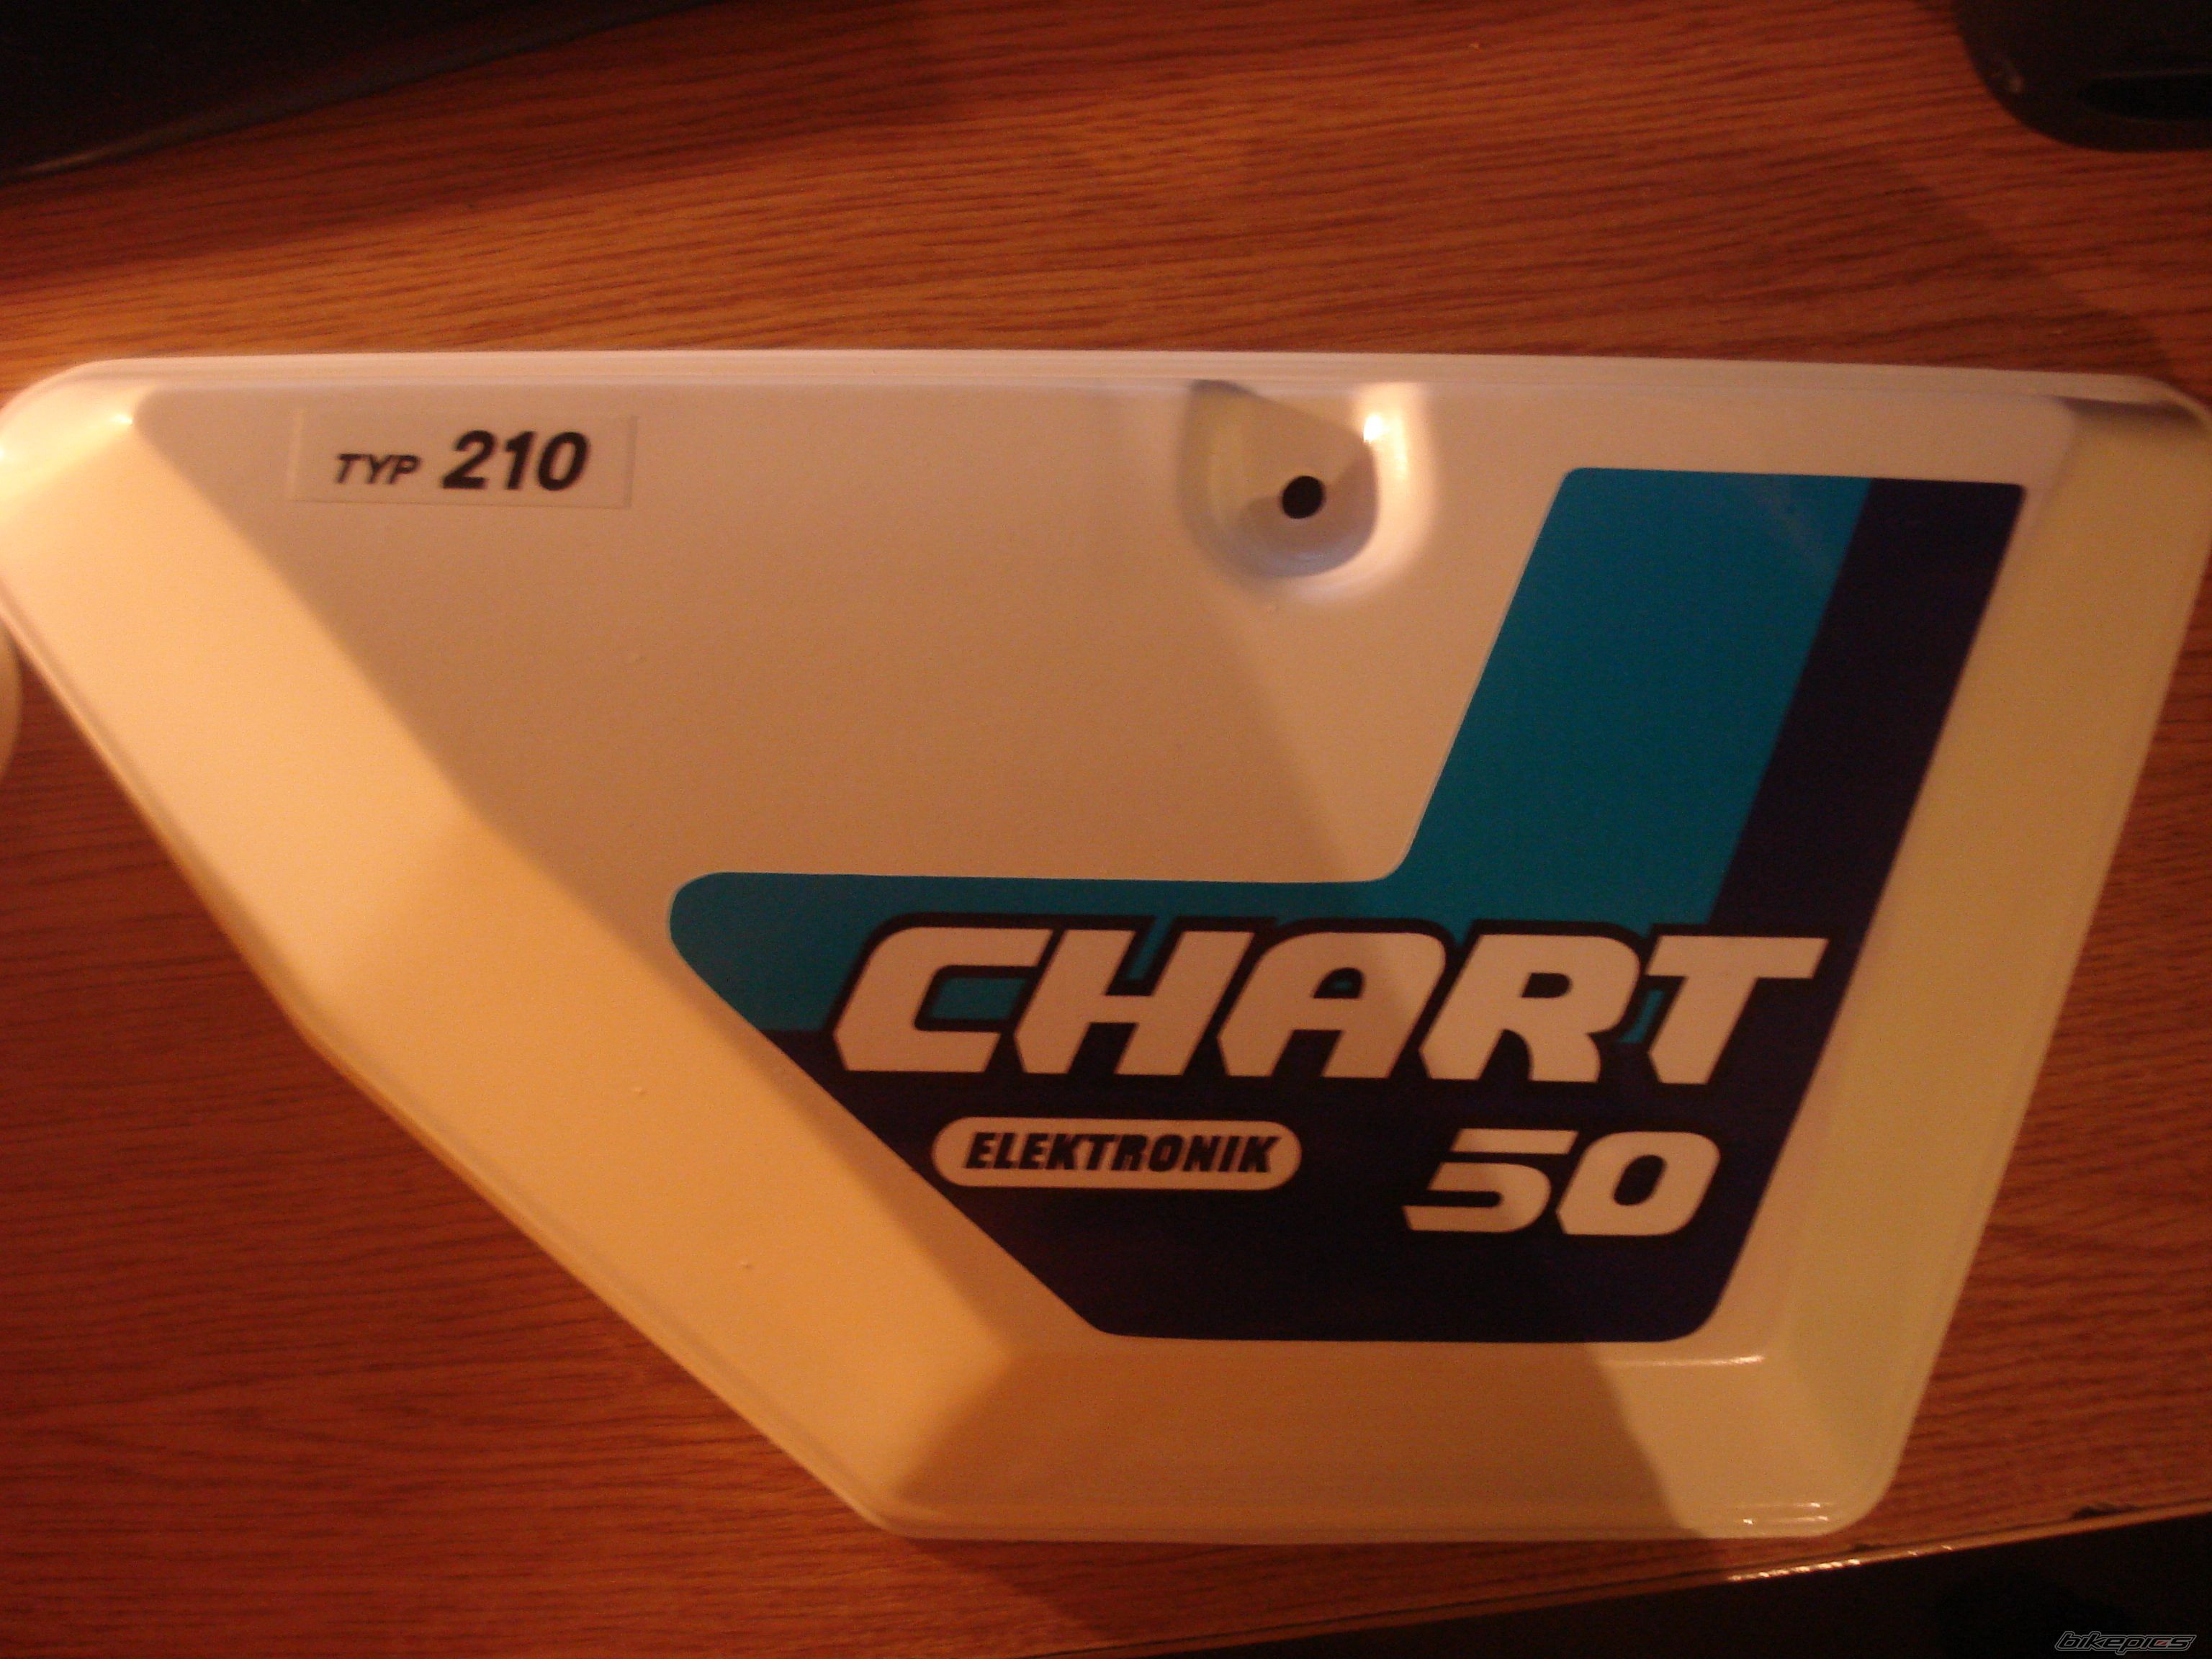 TYP 210
CHART
ELEKTRONIK 50
bikepics